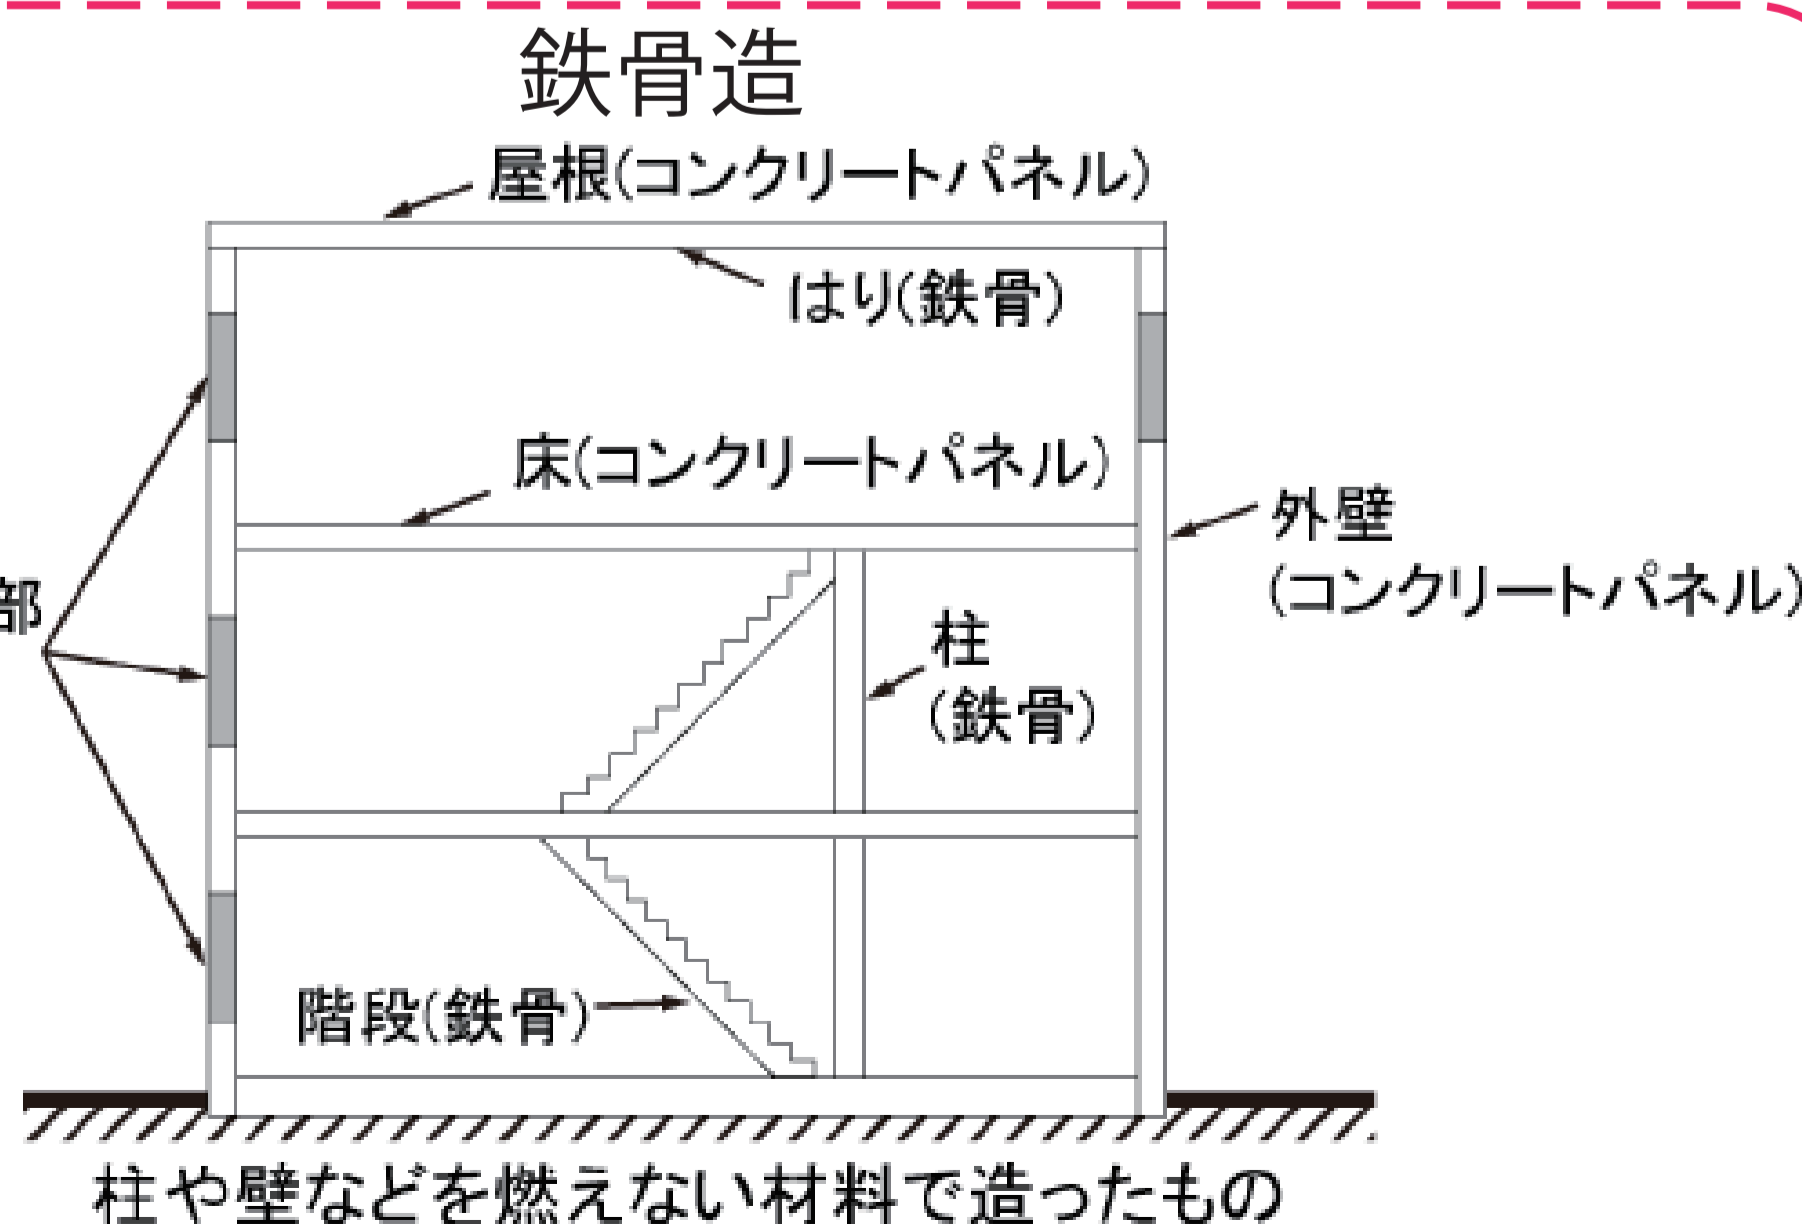 鉄骨造
屋根(コンクリートパネル)
はり(鉄骨)
床(コンクリートパネル)
外壁
(コンクリートパネル)
部
柱
(鉄骨)
階段(鉄骨)
柱や壁などを燃えない材料で造ったもの